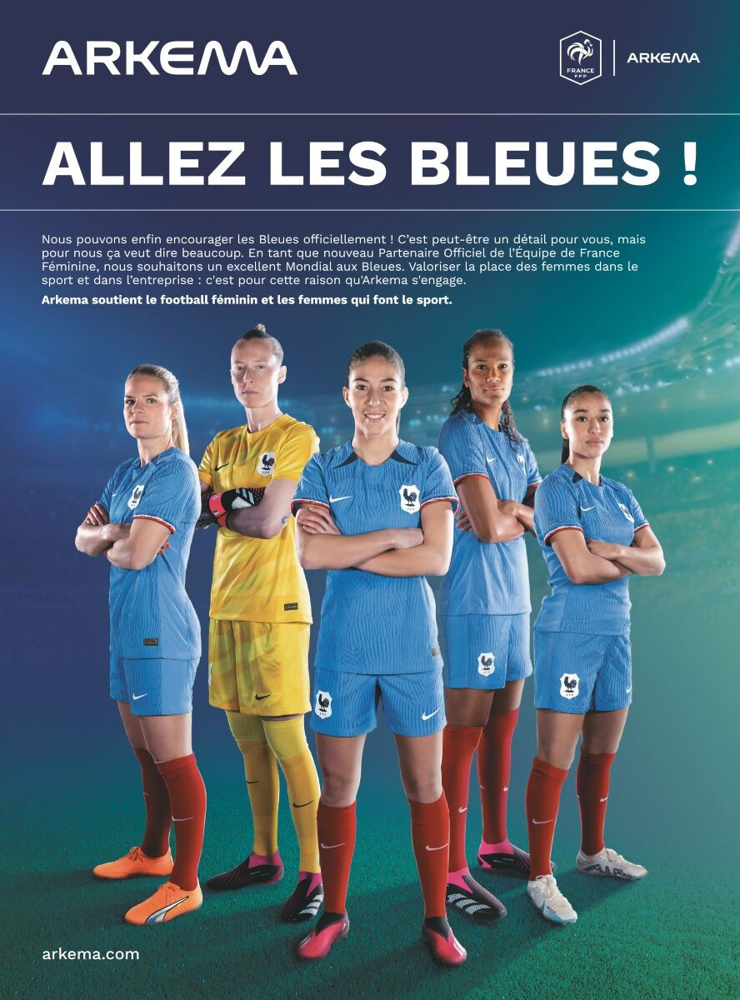 ARKEMA
FRANCE
FFF
ARKEMA
ALLEZ LES BLEUES !
Nous pouvons enfin encourager les Bleues officiellement ! C’est peut-être un détail pour vous, mais
pour nous ça veut dire beaucoup. En tant que nouveau Partenaire Officiel de l’Équipe de France
Féminine, nous souhaitons un excellent Mondial aux Bleues. Valoriser la place des femmes dans le
sport et dans l’entreprise : c'est pour cette raison qu'Arkema s'engage.
Arkema soutient le football féminin et les femmes qui font le sport.
arkema.com